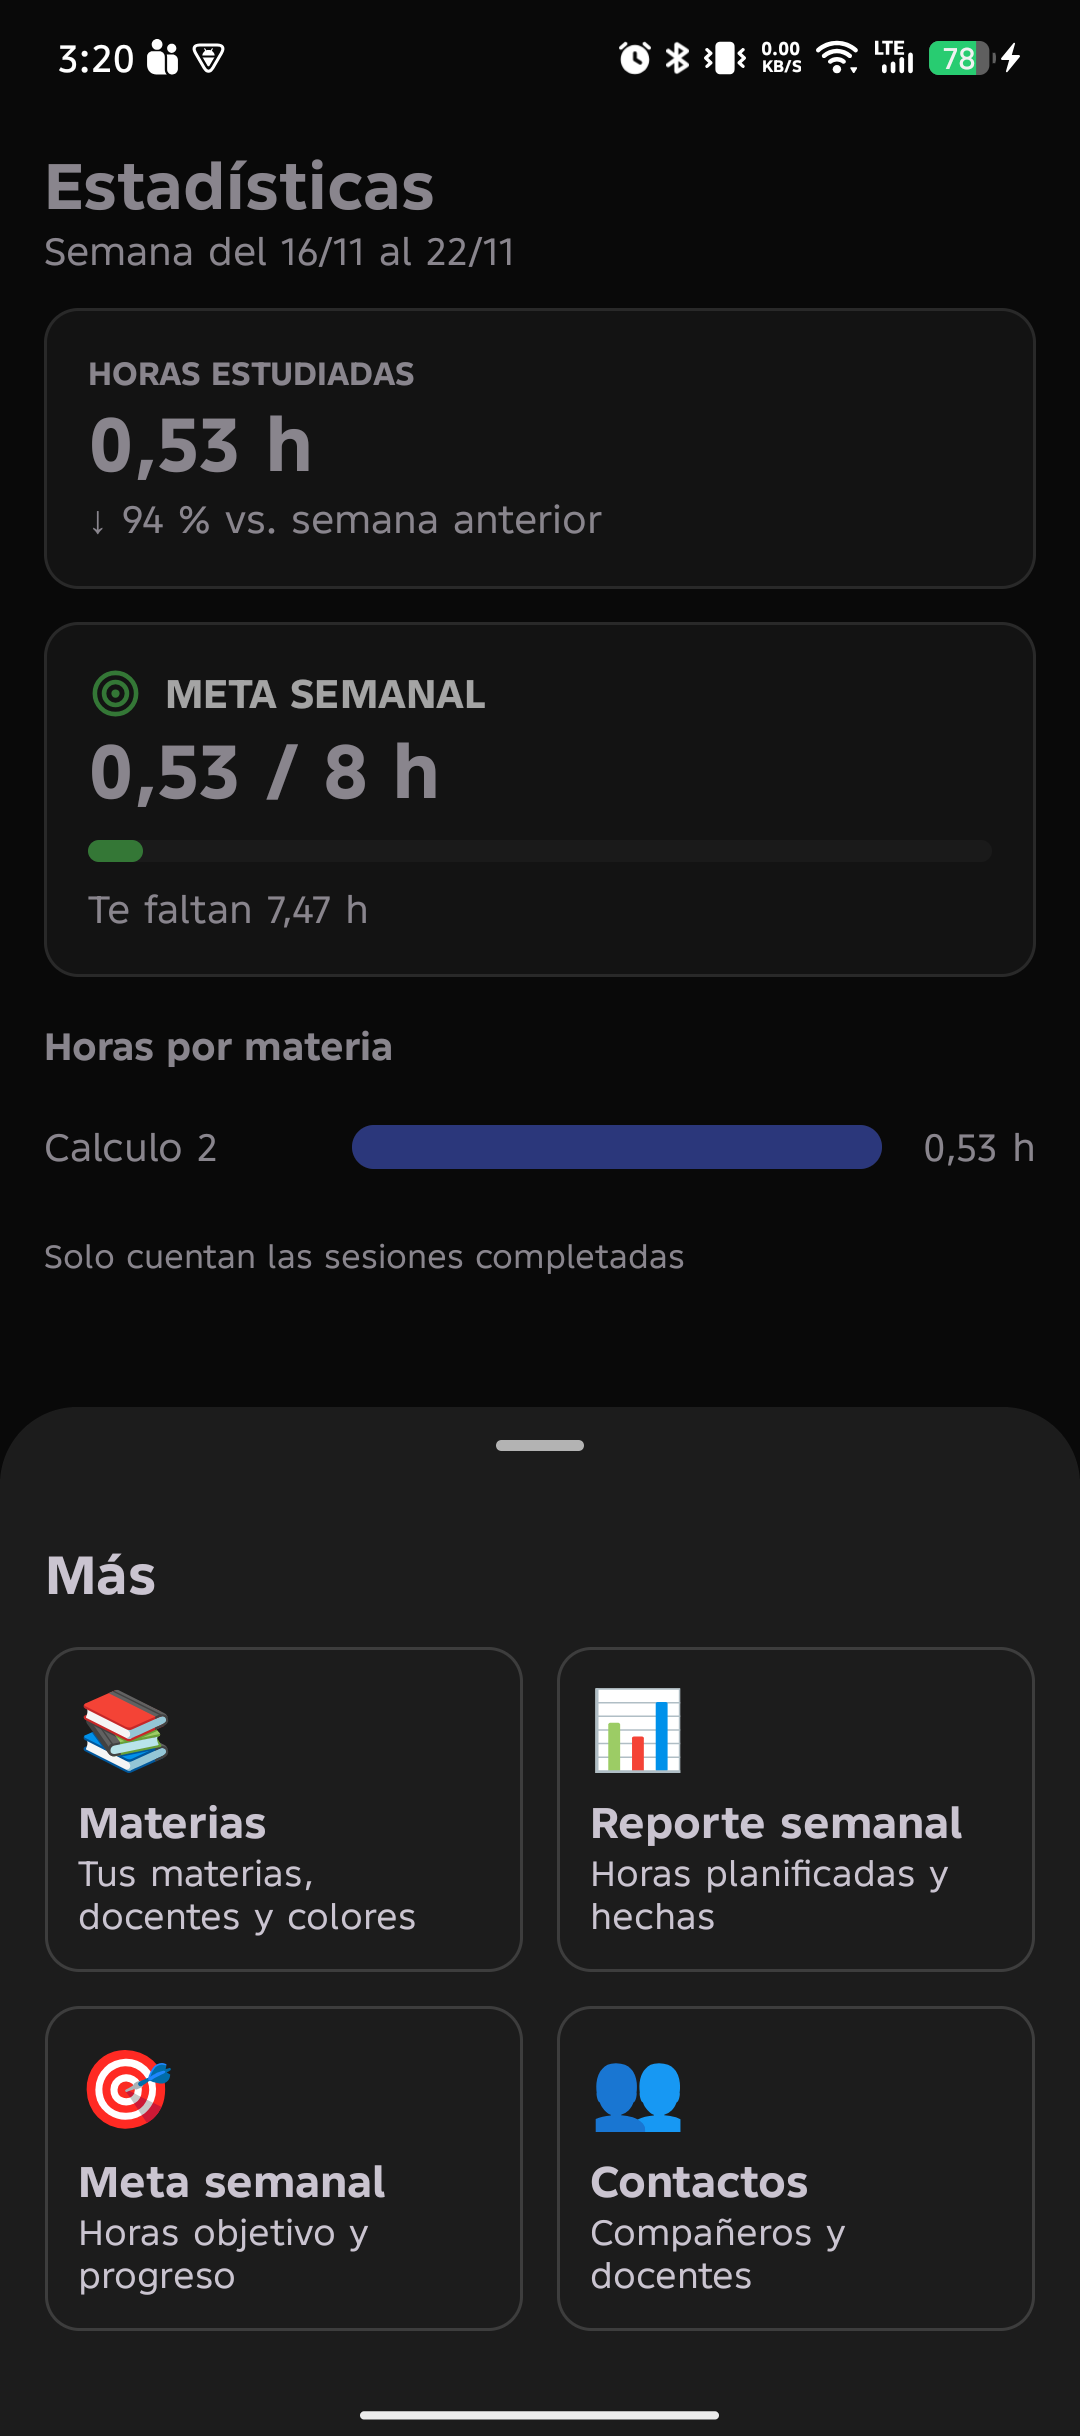 3:20
0.00
KB/S
LTE
78
Estadísticas
Semana del 16/11 al 22/11
HORAS ESTUDIADAS
0,53 h
↓ 94 % vs. semana anterior
META SEMANAL
0,53 / 8 h
Te faltan 7,47 h
Horas por materia
Calculo 2
0,53 h
Solo cuentan las sesiones completadas
Más
Materias
Tus materias,
docentes y colores
Reporte semanal
Horas planificadas y
hechas
Meta semanal
Horas objetivo y
progreso
Contactos
Compañeros y
docentes